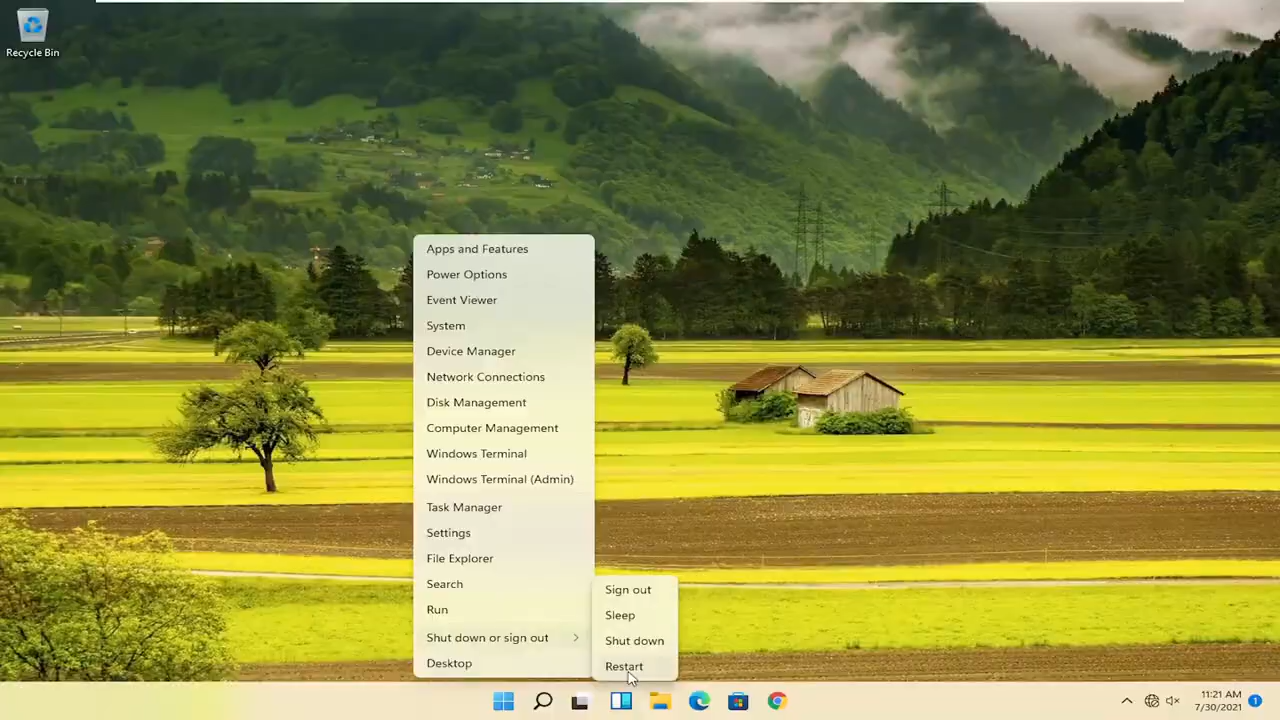 Recycle Bin
Apps and Features
Power Options
Event Viewer
System
Device Manager
Network Connections
Disk Management
Computer Management
Windows Terminal
Windows Terminal (Admin)
Task Manager
Settings
File Explorer
Search
Run
Shut down or sign out
Desktop
Sign out
Sleep
Shut down
Restart
11:21 AM
7/30/2021
1